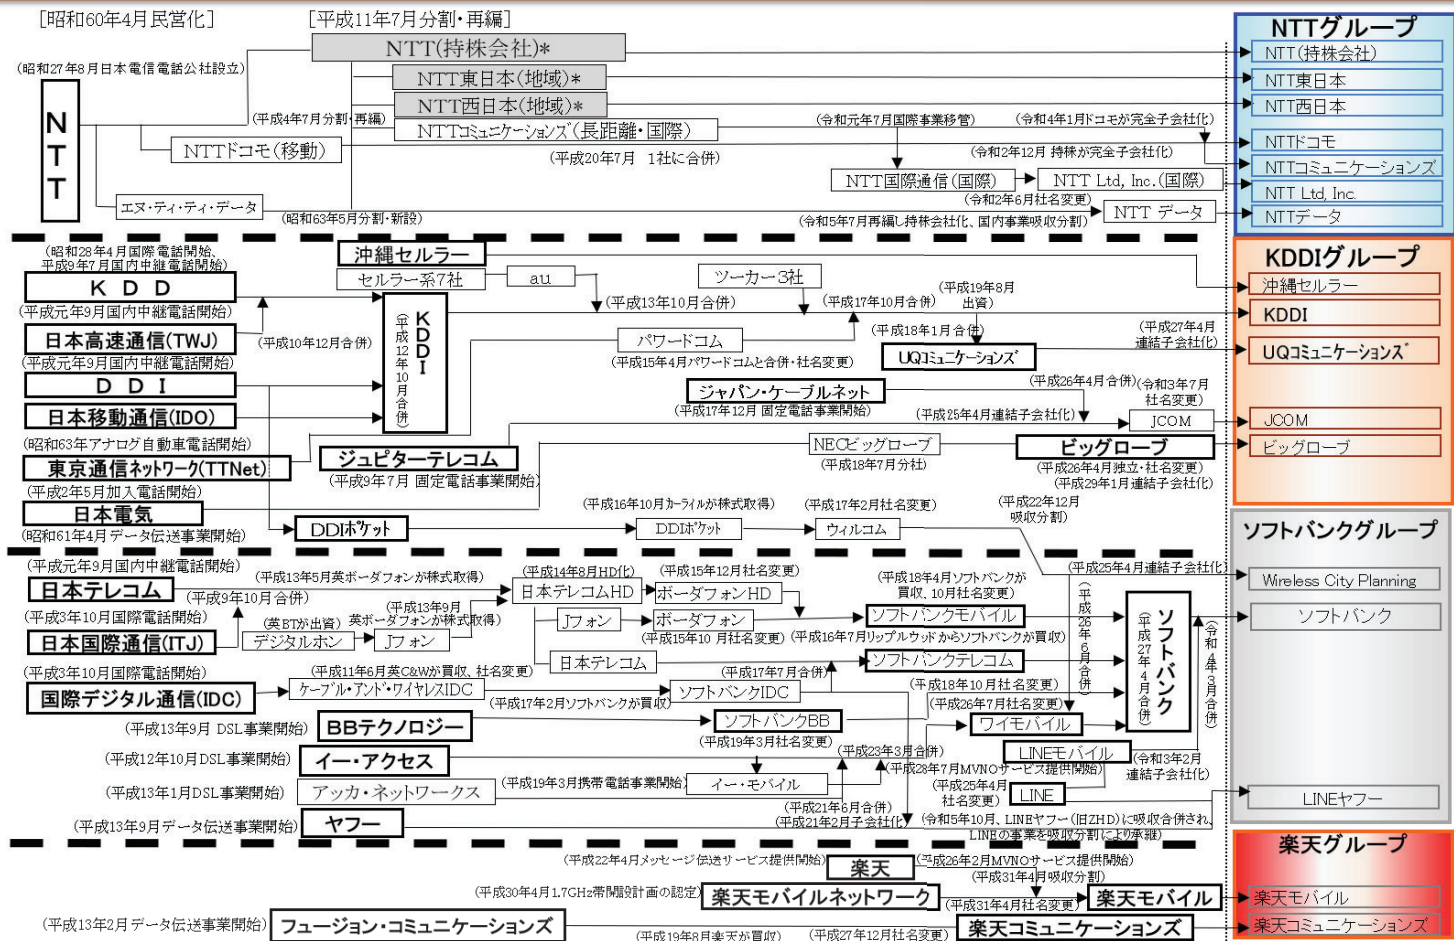 [昭和60年4月民営化]
[平成11年7月分割・再編]
NTT(持株会社)*
(昭和27年8月日本電信電話公社設立)
NTT東日本(地域)*
NTT西日本(地域)*
(平成4年7月分割・再編)
NTTコミュニケーションズ(長距離・国際)
(令和元年7月国際事業移管)
(令和4年1月ドコモが完全子会社化)
NTT
NTTドコモ(移動)
(平成20年7月 1社に合併)
(令和2年12月 持株が完全子会社化)
NTT国際通信(国際)
NTT Ltd, Inc.(国際)
(令和2年6月社名変更)
エヌ・ティ・ティ・データ
(昭和63年5月分割・新設)
(令和5年7月再編し持株会社化、国内事業吸収分割)
NTT データ
NTTグループ
NTT(持株会社)
NTT東日本
NTT西日本
NTTドコモ
NTTコミュニケーションズ
NTT Ltd, Inc.
NTTデータ
(昭和28年4月国際電話開始、
平成9年7月国内中継電話開始)
KDD
沖縄セルラー
セルラー系7社
au
ツーカー3社
(平成13年10月合併)
(平成17年10月合併)
(平成19年8月
出資)
(平成元年9月国内中継電話開始)
日本高速通信(TWJ)
(平成10年12月合併)
KDDI
(平成12年10月合併)
パワードコム
(平成15年4月パワードコムと合併・社名変更)
(平成18年1月合併)
UQコミュニケーションズ
(平成27年4月
連結子会社化)
(平成元年9月国内中継電話開始)
DDI
日本移動通信(IDO)
(昭和63年アナログ自動車電話開始)
ジャパン・ケーブルネット
(平成17年12月 固定電話事業開始)
(平成26年4月合併)
(令和3年7月
社名変更)
(平成25年4月連結子会社化)
JCOM
東京通信ネットワーク(TTNet)
(平成2年5月加入電話開始)
ジュピターテレコム
(平成9年7月 固定電話事業開始)
NECビッグローブ
(平成18年7月分社)
ビッグローブ
(平成26年4月独立・社名変更)
(平成29年1月連結子会社化)
日本電気
(昭和61年4月データ伝送事業開始)
DDIポケット
(平成16年10月カーライルが株式取得)
DDIポケット
(平成17年2月社名変更)
ウィルコム
(平成22年12月
吸収分割)
KDDIグループ
沖縄セルラー
KDDI
UQコミュニケーションズ
JCOM
ビッグローブ
(平成元年9月国内中継電話開始)
日本テレコム
(平成13年5月英ボーダフォンが株式取得)
(平成14年8月HD化)
日本テレコムHD
(平成15年12月社名変更)
ボーダフォンHD
(平成18年4月ソフトバンクが
買収、10月社名変更)
(平成25年4月連結子会社化)
(平成3年10月国際電話開始)
(平成9年10月合併)
日本国際通信(ITJ)
(英BTが出資)
デジタルホン
(平成13年9月
英ボーダフォンが株式取得)
Jフォン
Jフォン
ボーダフォン
(平成15年10月社名変更)
ソフトバンクモバイル
(平成16年7月リップルウッドからソフトバンクが買収)
日本テレコム
(平成17年7月合併)
ソフトバンクテレコム
(平成26年6月合併)
ソフトバンク
(平成27年4月合併)
(令和4年3月合併)
(平成3年10月国際電話開始)
国際デジタル通信(IDC)
(平成11年6月英C&Wが買収、社名変更)
ケーブル・アンド・ワイヤレスIDC
(平成17年2月ソフトバンクが買収)
ソフトバンクIDC
(平成18年10月社名変更)
(平成26年7月社名変更)
ワイモバイル
(平成13年9月 DSL事業開始)
BBテクノロジー
ソフトバンクBB
(平成19年3月社名変更)
(平成12年10月DSL事業開始)
イー・アクセス
(平成23年3月合併)
LINEモバイル
(令和3年2月
連結子会社化)
(平成28年7月MVNOサービス提供開始)
(平成13年1月DSL事業開始)
アッカ・ネットワークス
(平成19年3月携帯電話事業開始)
イー・モバイル
(平成25年4月
社名変更)
LINE
(平成21年6月合併)
(平成21年2月子会社化)
(平成13年9月データ伝送事業開始)
ヤフー
(令和5年10月、LINEヤフー(旧ZHD)に吸収合併され、
LINEの事業を吸収分割により承継)
ソフトバンクグループ
Wireless City Planning
ソフトバンク
LINEヤフー
(平成22年4月メッセージ伝送サービス提供開始)
楽天
(平成26年2月MVNOサービス提供開始)
(平成31年4月吸収分割)
(平成30年4月1.7GHz帯開設計画の認定)
楽天モバイルネットワーク
(平成31年4月社名変更)
楽天モバイル
(平成13年2月データ伝送事業開始)
フュージョン・コミュニケーションズ
(平成19年8月楽天が買収)
(平成27年12月社名変更)
楽天コミュニケーションズ
楽天グループ
楽天モバイル
楽天コミュニケーションズ